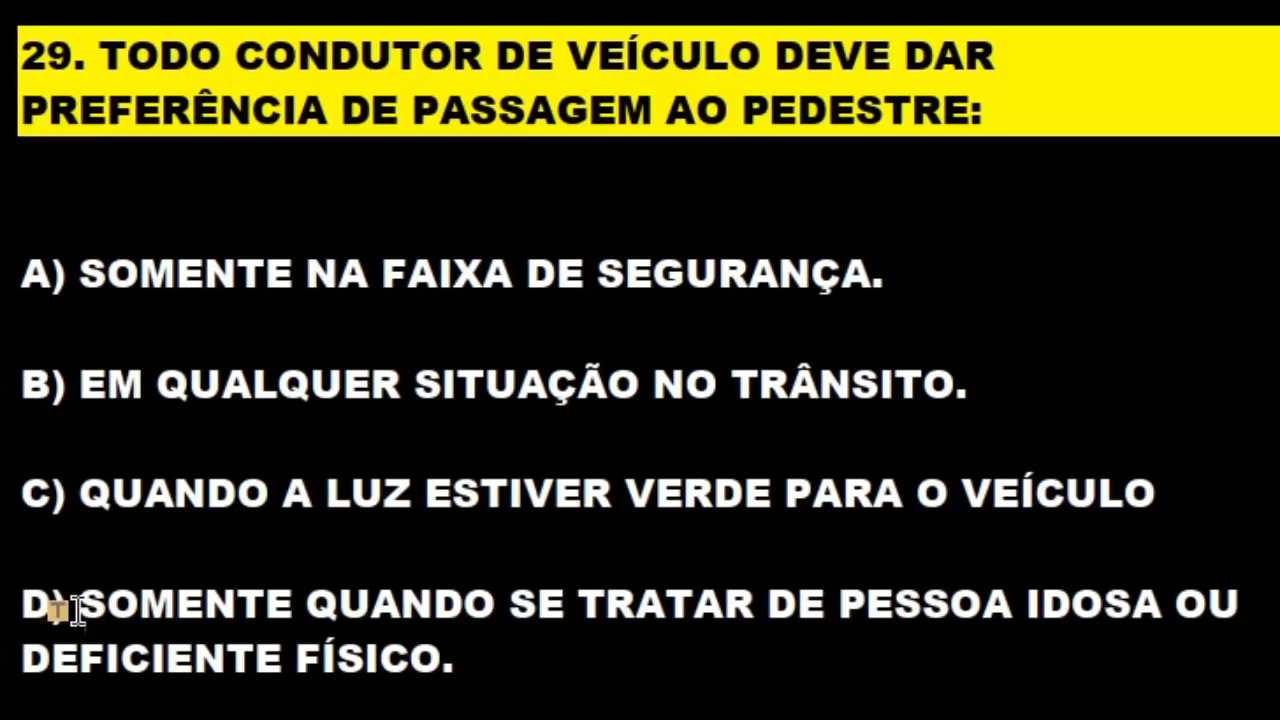 29. TODO CONDUTOR DE VEÍCULO DEVE DAR
PREFERÊNCIA DE PASSAGEM AO PEDESTRE:
A) SOMENTE NA FAIXA DE SEGURANÇA.
B) EM QUALQUER SITUAÇÃO NO TRÂNSITO.
C) QUANDO A LUZ ESTIVER VERDE PARA O VEÍCULO
D) SOMENTE QUANDO SE TRATAR DE PESSOA IDOSA OU
DEFICIENTE FÍSICO.